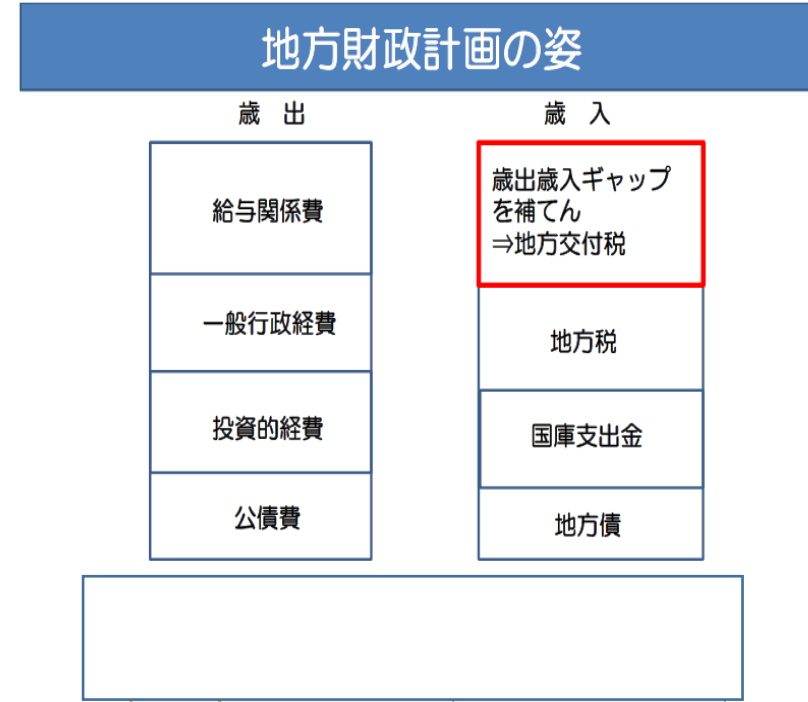 地方財政計画の姿
歳 出
歳 入
給与関係費
一般行政経費
投資的経費
公債費
歳出歳入ギャップ
を補てん
⇒地方交付税
地方税
国庫支出金
地方債